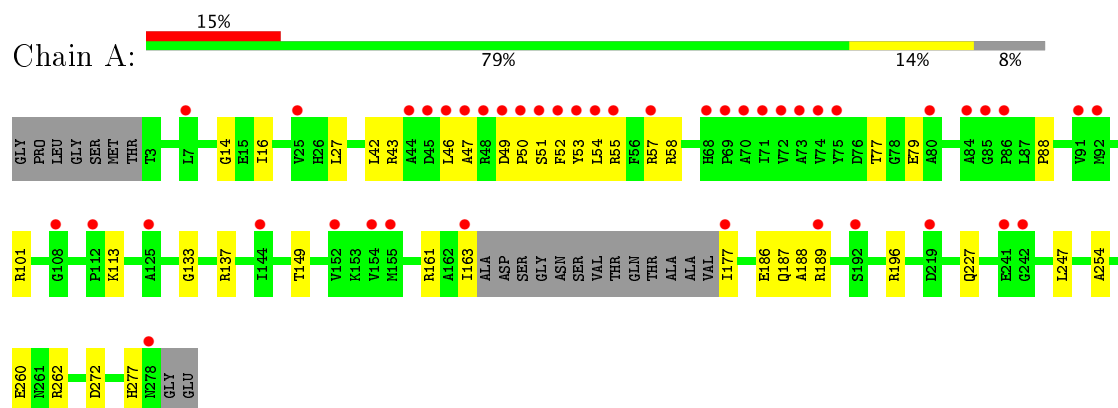 15%
Chain A:
79% 14% 8%
GLY PRO LEU GLY SER MET THR T3 L7 G14 E15 I16 V25 H26 L27 L42 R43 A44 D45 L46 A47 R48 D49 P50 S51 F52 Y53 L54 R55 F56 R57 R58 H68 P69 A70 I71 V72 A73 V74 Y75 D76 T77 G78 E79 A80 A84 G85 P86 L87 P88 V91 M92
R101 G108 P112 K113 A125 G133 R137 I144 T149 V152 K153 V154 M155 R161 A162 I163 ALA ASP SER GLY ASN SER VAL THR GLN THR ALA ALA VAL I177 E186 Q187 A188 R189 S192 R196 D219 Q227 E241 G242 L247 A254
E260 N261 R262 D272 H277 N278 GLY GLU